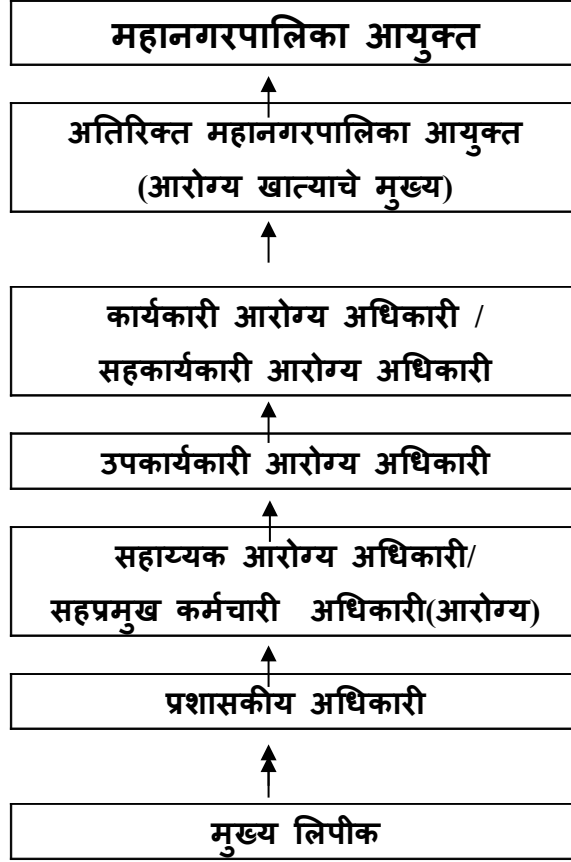 महानगरपालिका आयुक्त
अतिरिक्त महानगरपालिका आयुक्त
(आरोग्य खात्याचे मुख्य)
कार्यकारी आरोग्य अधिकारी /
सहकार्यकारी आरोग्य अधिकारी
उपकार्यकारी आरोग्य अधिकारी
सहाय्यक आरोग्य अधिकारी/
सहप्रमुख कर्मचारी अधिकारी(आरोग्य)
प्रशासकीय अधिकारी
मुख्य लिपीक